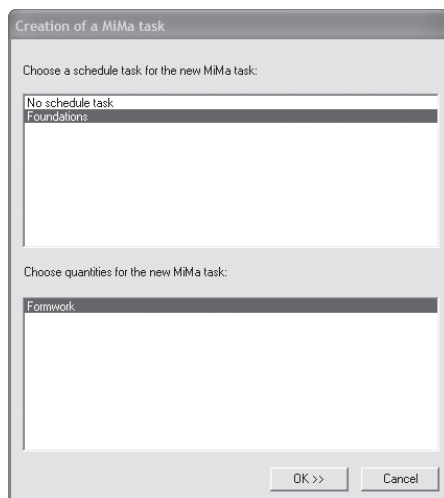 Creation of a MiMa task
Choose a schedule task for the new MiMa task:
No schedule task
Foundations
Choose quantities for the new MiMa task:
Formwork
OK >>
Cancel